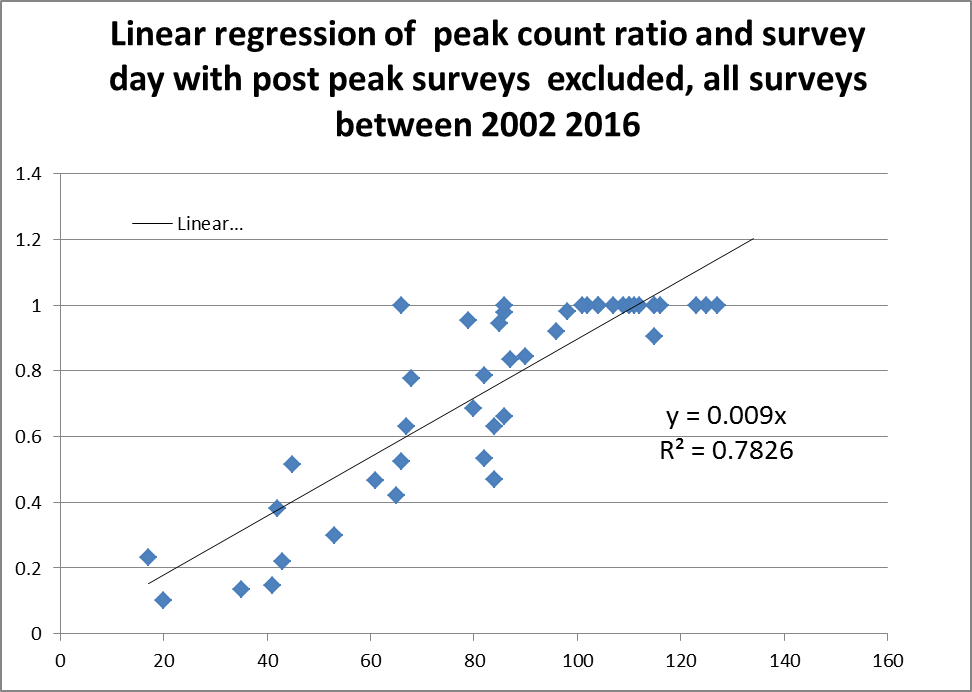 Linear regression of  peak count ratio and survey
day with post peak surveys  excluded, all surveys
between 2002 2016
1.4
1.2
1
0.8
0.6
0.4
0.2
0
Linear...
y = 0.009x
R² = 0.7826
0 20 40 60 80 100 120 140 160